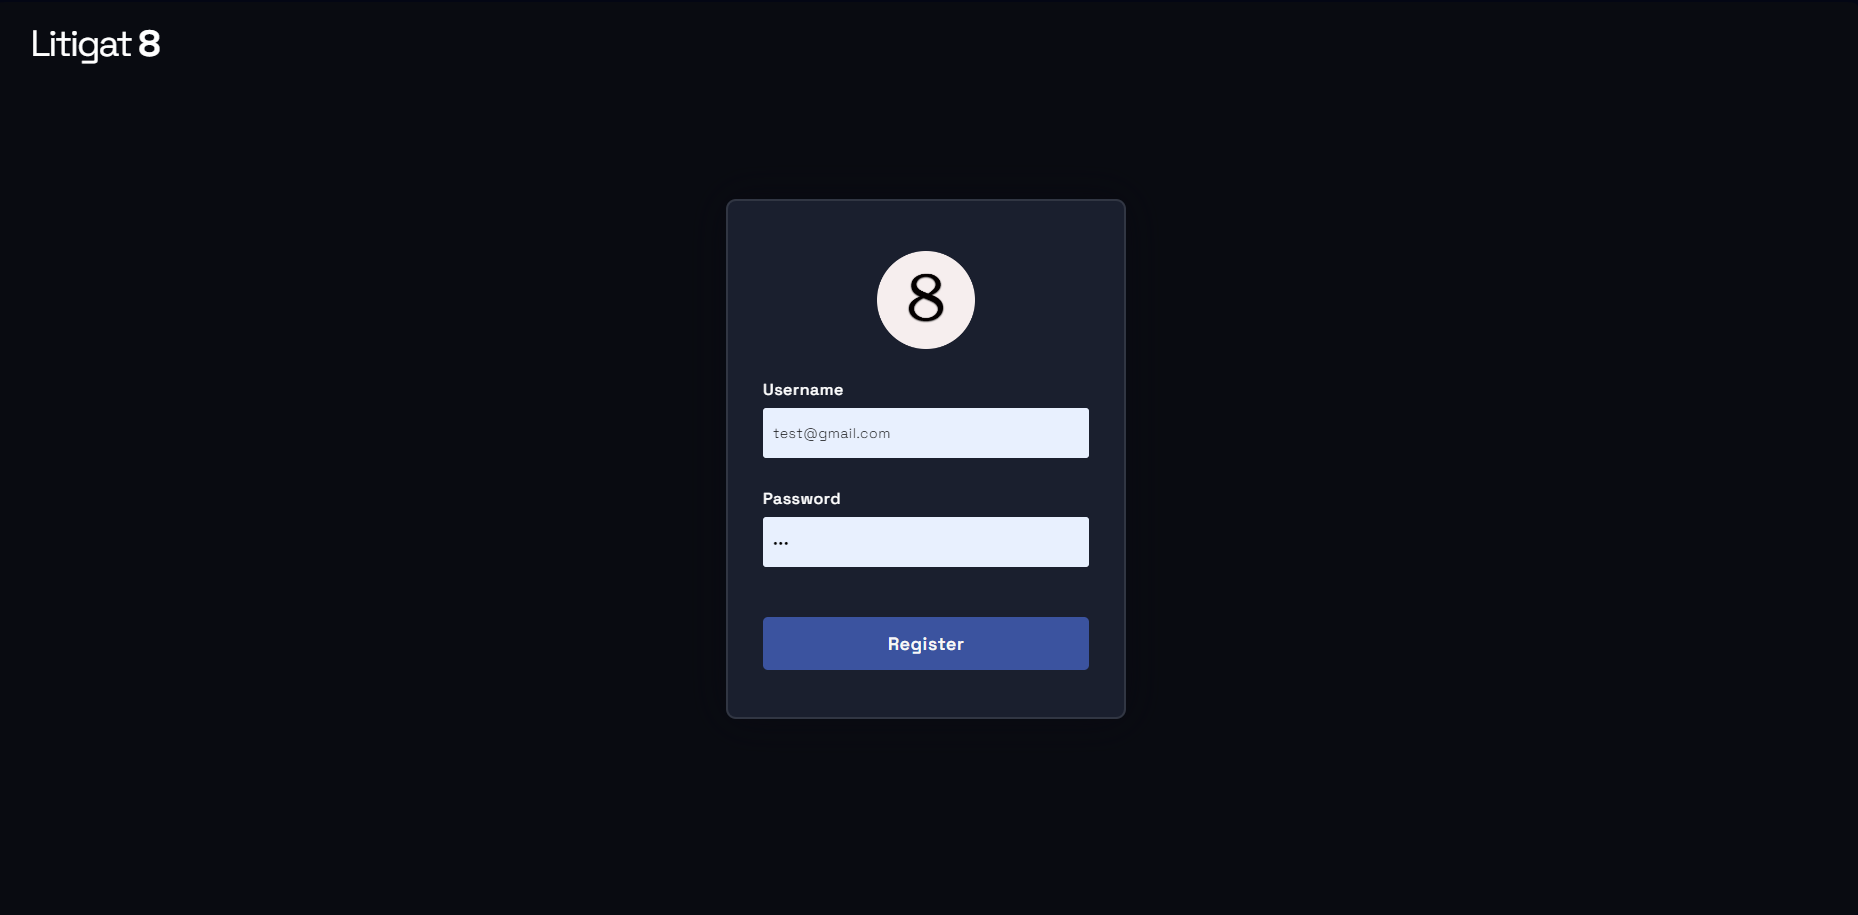 Litigat 8
8
Username
test@gmail.com
Password
•••
Register